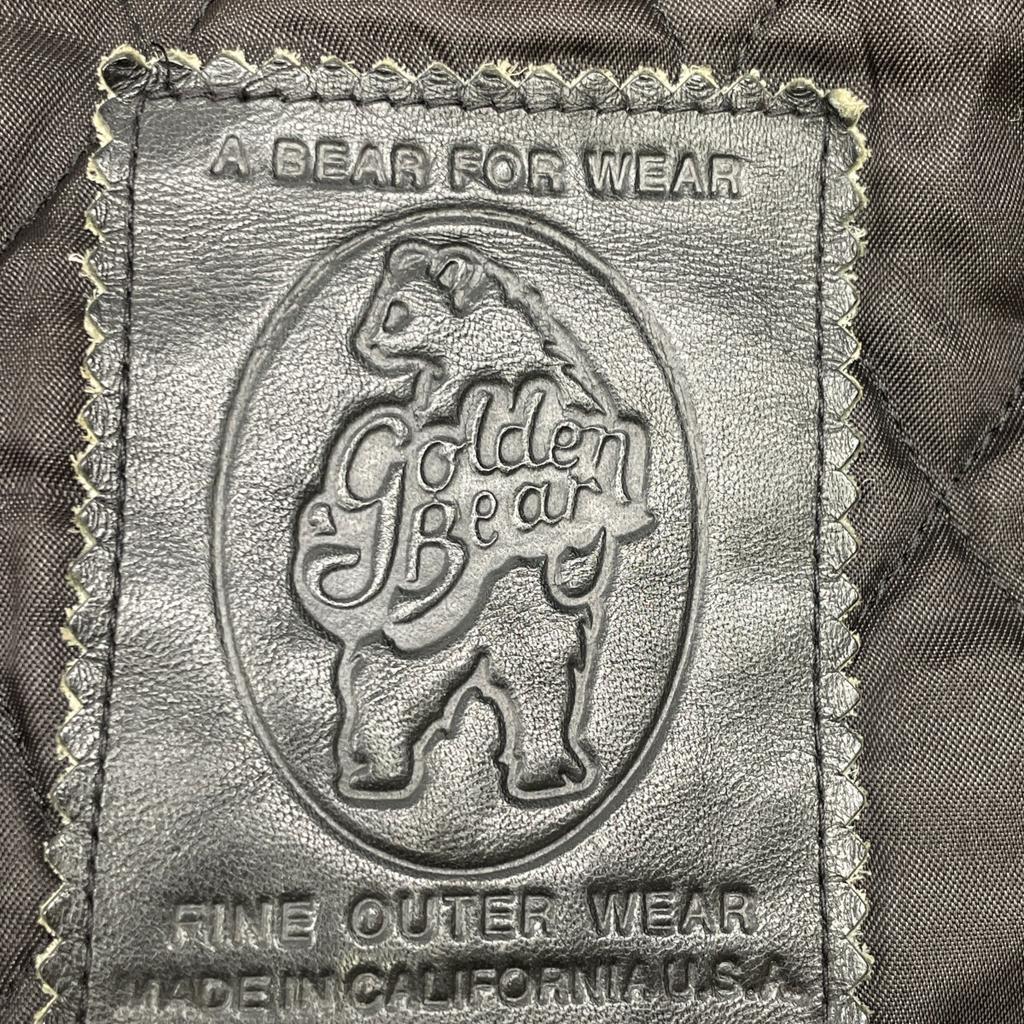 A BEAR FOR WEAR
Golden
Bear
FINE OUTER WEAR
MADE IN CALIFORNIA U.S.A.